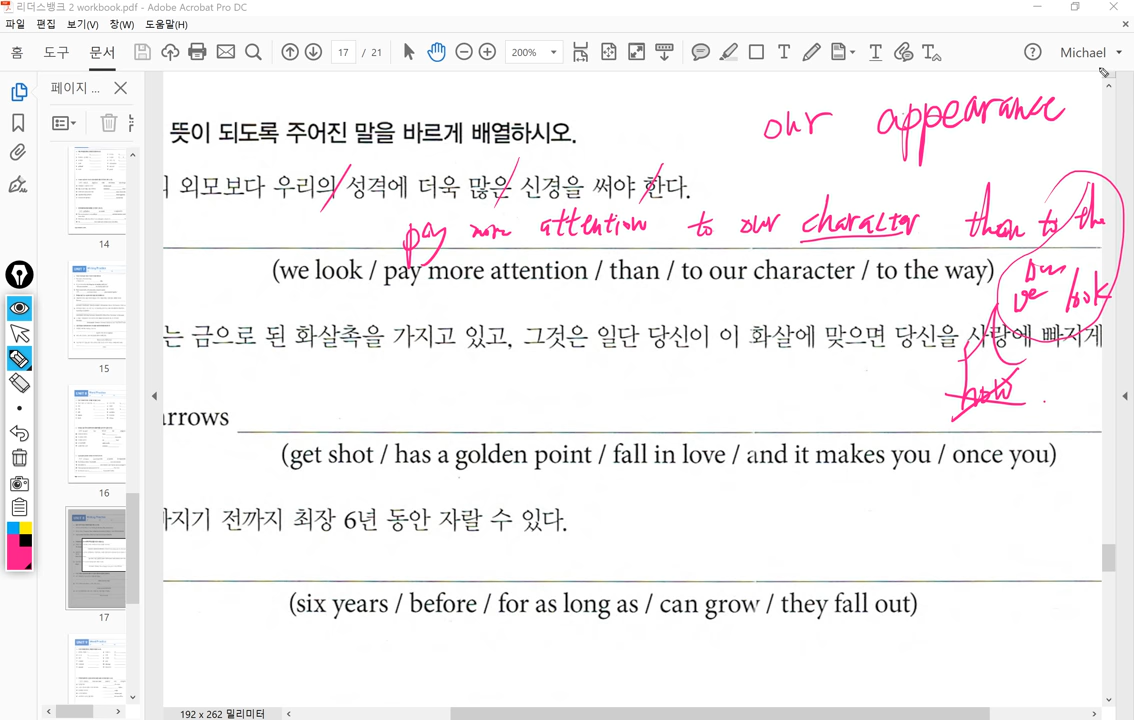 리더스뱅크 2 workbook.pdf - Adobe Acrobat Pro DC
파일 편집 보기(V) 창(W) 도움말(H)
홈 도구 문서 17 / 21 200% Michael
페이지 ...
14
15
16
17
our appearance
뜻이 되도록 주어진 말을 바르게 배열하시오.
외모보다 우리의 성격에 더욱 많은 신경을 써야 한다.
pay more attention to our character than to the
we look
(we look / pay more attention / than / to our character / to the way)
는 금으로 된 화살촉을 가지고 있고, 그것은 일단 당신이 이 화살에 맞으면 당신을 사랑에 빠지게
how
arrows
(get shot / has a golden point / fall in love / and it makes you / once you)
지기 전까지 최장 6년 동안 자랄 수 있다.
(six years / before / for as long as / can grow / they fall out)
192 x 262 밀리미터